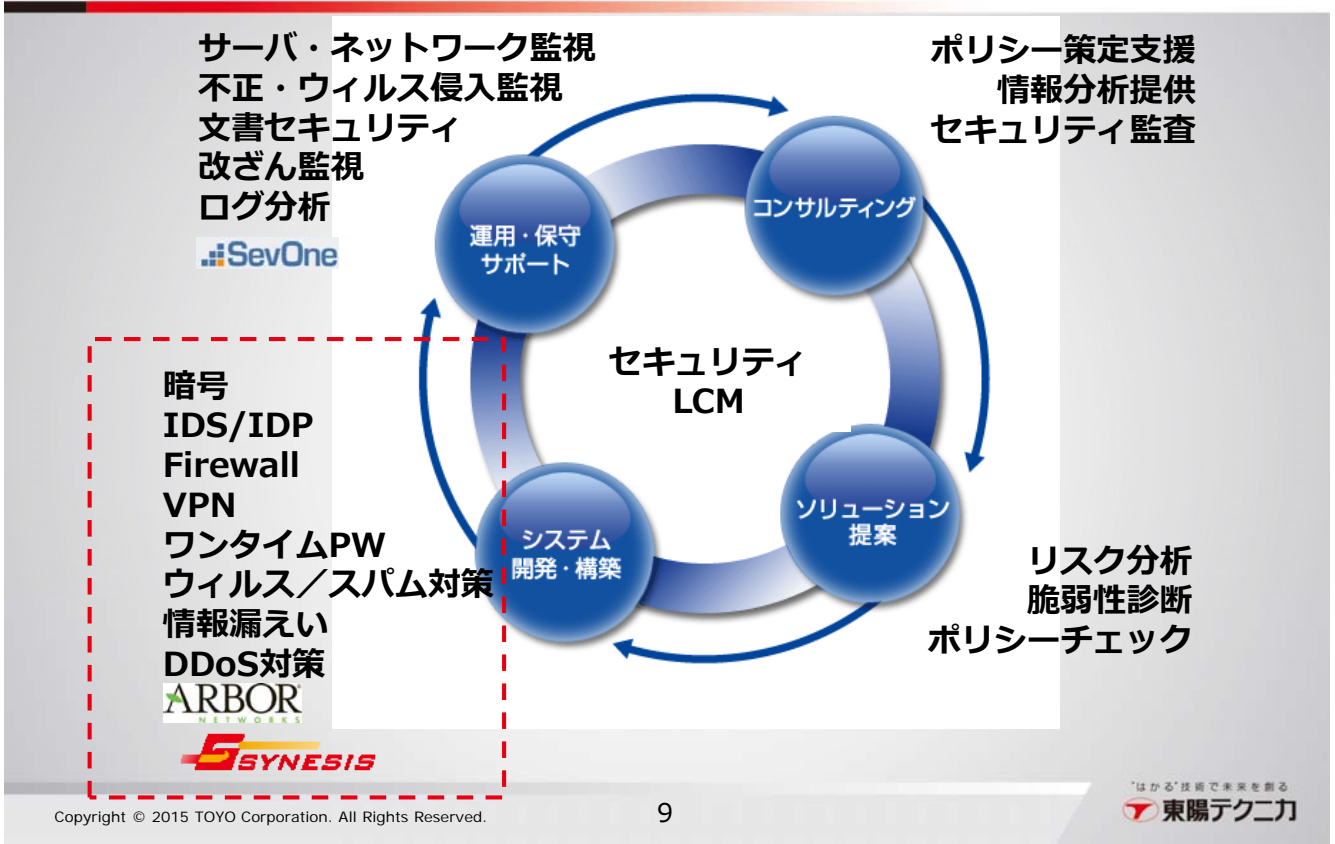 サーバ・ネットワーク監視
不正・ウィルス侵入監視
文書セキュリティ
改ざん監視
ログ分析
SevOne
ポリシー策定支援
情報分析提供
セキュリティ監査
運用・保守
サポート
コンサルティング
セキュリティ
LCM
ソリューション
提案
システム
開発・構築
暗号
IDS/IDP
Firewall
VPN
ワンタイムPW
ウィルス／スパム対策
情報漏えい
DDoS対策
ARBOR
NETWORKS
SYNESIS
リスク分析
脆弱性診断
ポリシーチェック
Copyright © 2015 TOYO Corporation. All Rights Reserved.
9
“はかる”技術で未来を創る
東陽テクニカ